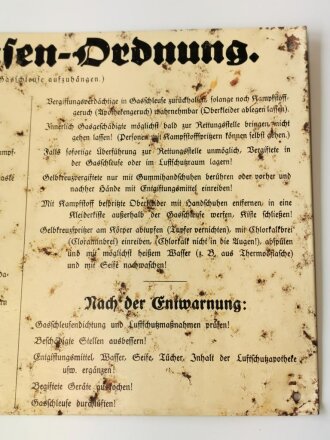 sen-Ordnung.
Gasschleuse aufzuhängen.)
Vergiftungsverdächtige in Gasschleuse zurückhalten, solange noch Kampfstoff-
geruch (Apothekengeruch) wahrnehmbar (Oberkleider ablegen lassen).
Innerlich Gasgeschädigte möglichst bald zur Rettungsstelle bringen (nicht
gehen lassen! (Personen mit Kampfstoffspritzern können selbst gehen.)
Falls sofortige Überführung zur Rettungsstelle unmöglich, Vergiftete in
der Gasschleuse oder im Luftschutzraum lagern!
Gelbkreuzvergiftete nur mit Gummihandschuhen berühren oder vorher und
nachher Hände mit Entgiftungsmittel einreiben!
Mit Kampfstoff bespritzte Oberkleider mit Handschuhen entfernen, in eine
Kleiderkiste außerhalb der Gasschleuse werfen, Kiste schließen!
Gelbkreuzspritzer am Körper abtupfen (Tupfer vernichten), mit Chlorkalkbrei
(Chloraminbrei) einreiben, (Chlorkalk nicht in die Augen!), abspülen
und mit möglichst heißem Wasser (z. B. aus Thermosflasche)
und mit Seife nachwaschen!
Nach der Entwarnung:
Gasschleusendichtung und Luftschutzmaßnahmen prüfen!
Beschädigte Stellen ausbessern!
Entgiftungsmittel, Wasser, Seife, Tücher, Inhalt der Luftschutzapotheke
usw. ergänzen!
Begiftete Geräte auskochen!
Gasschleuse durchlüften!